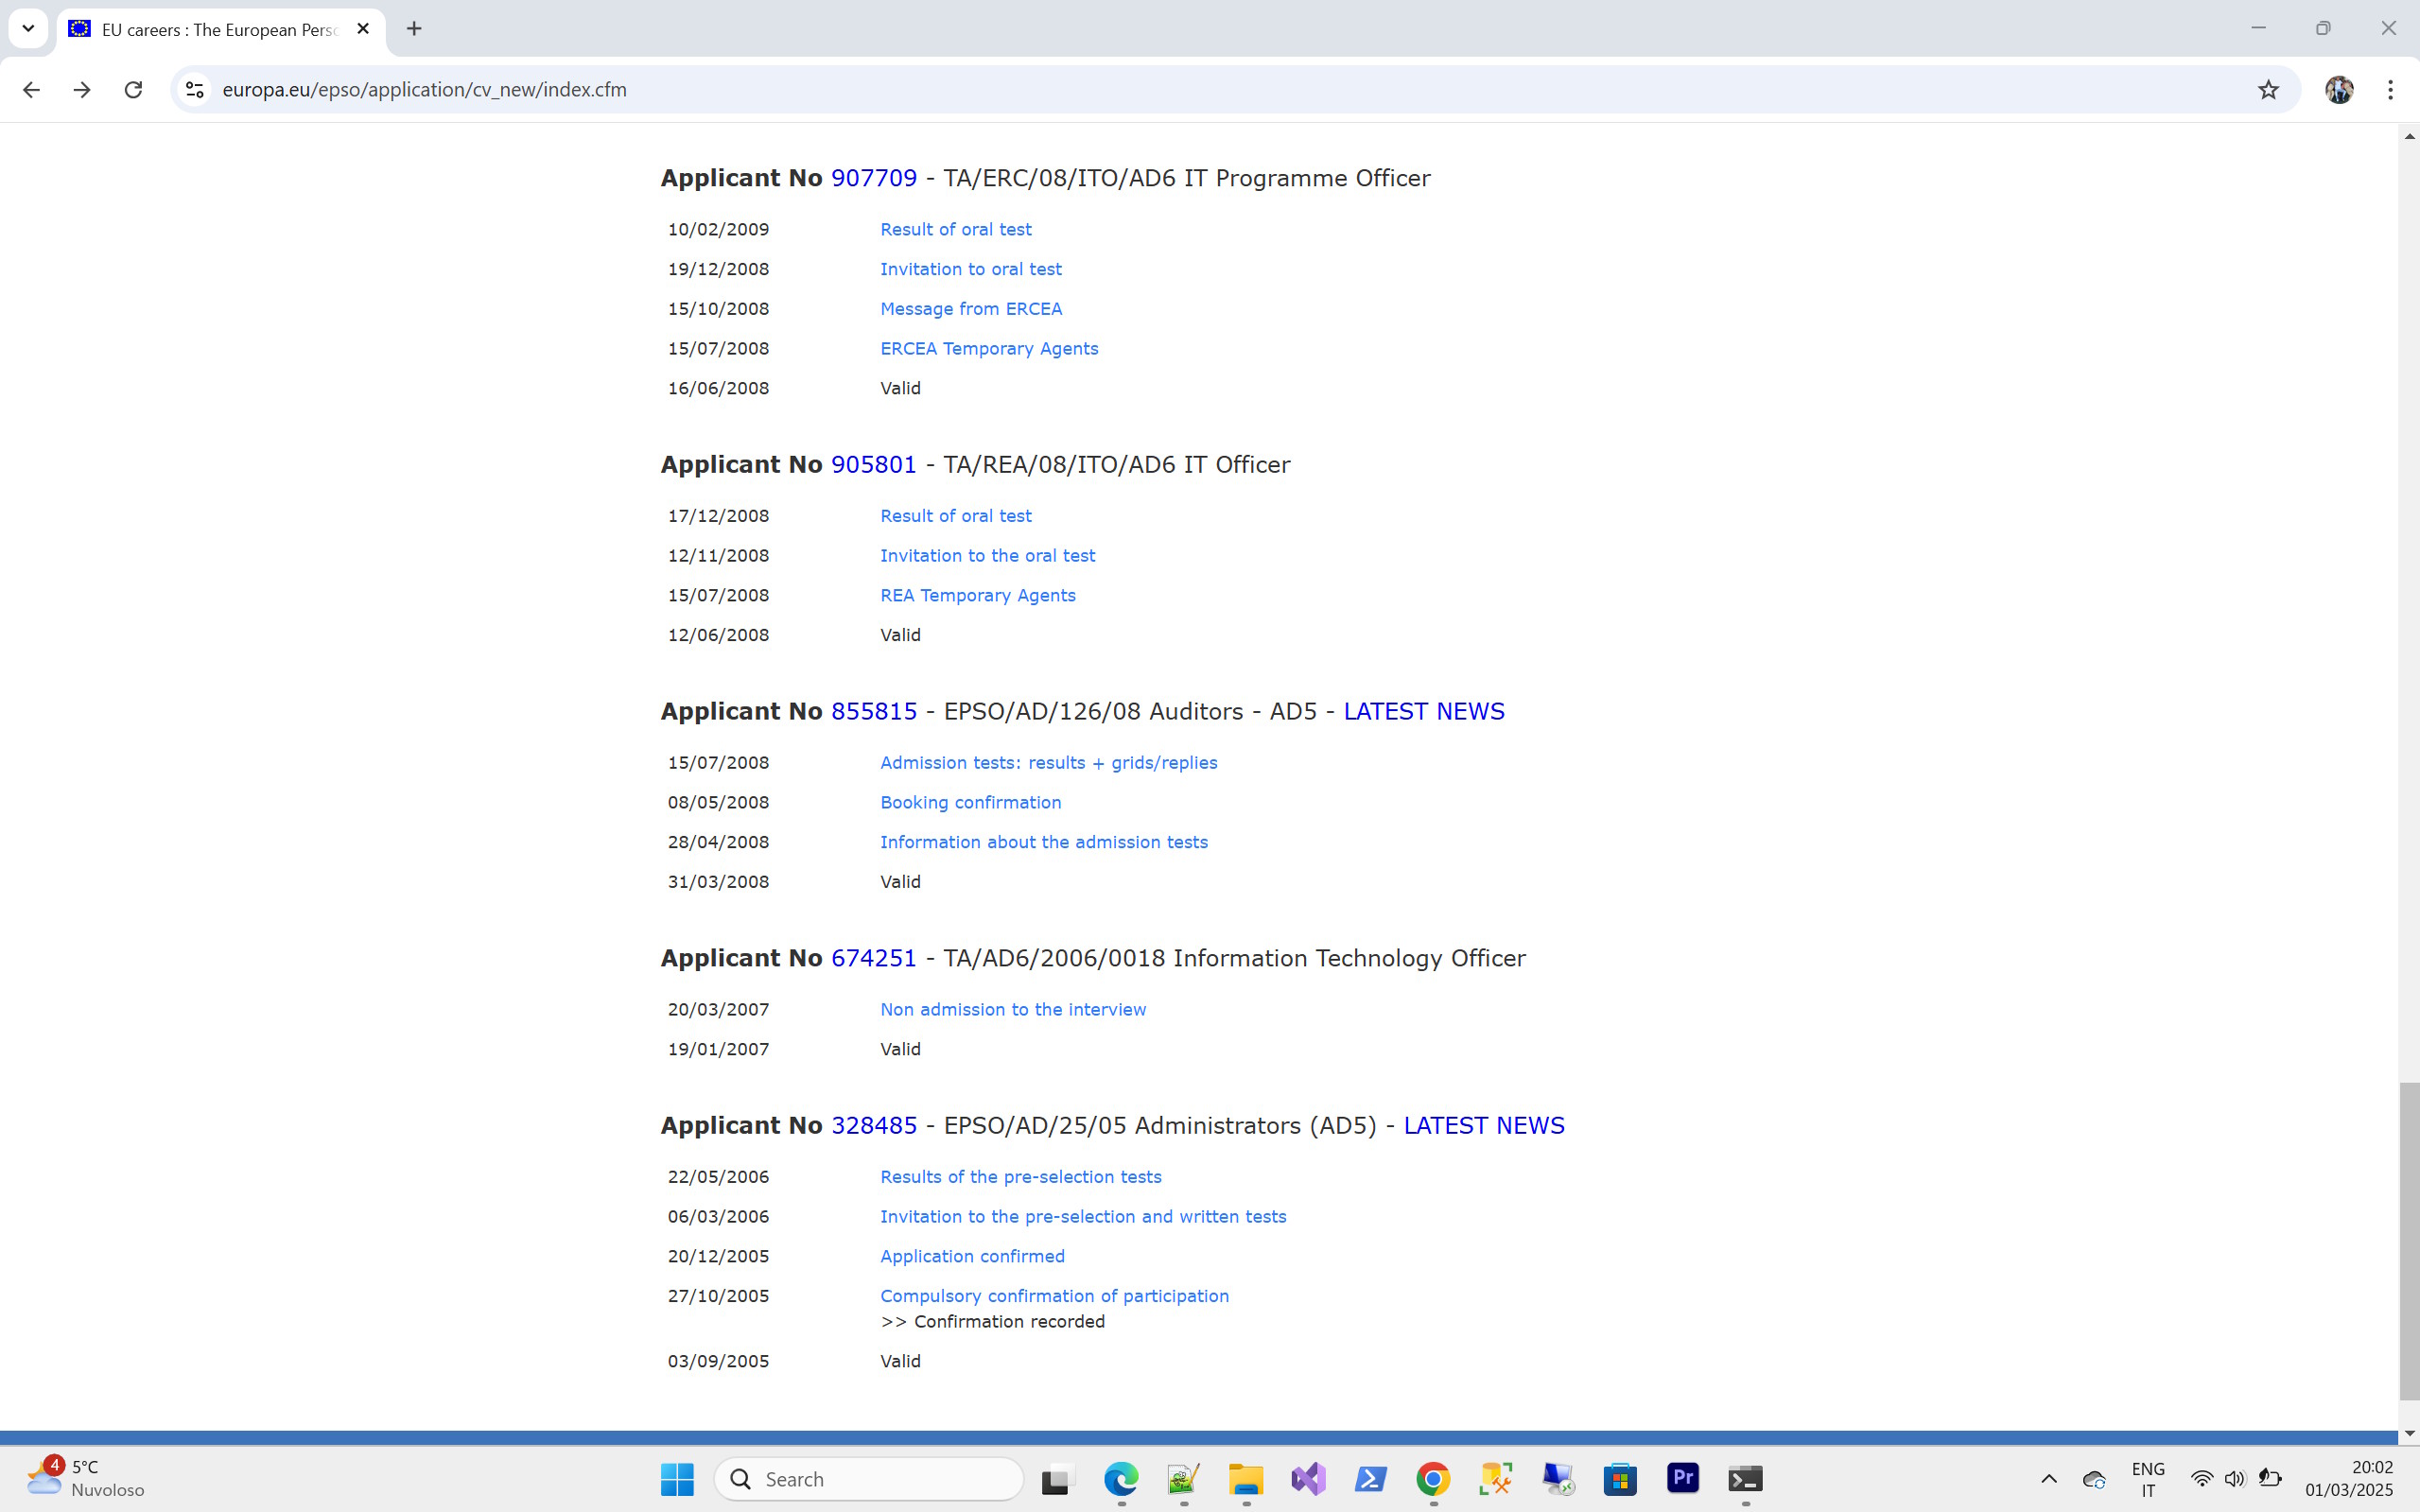 EU careers : The European Perso
europa.eu/epso/application/cv_new/index.cfm
Applicant No 907709 - TA/ERC/08/ITO/AD6 IT Programme Officer
10/02/2009 Result of oral test
19/12/2008 Invitation to oral test
15/10/2008 Message from ERCEA
15/07/2008 ERCEA Temporary Agents
16/06/2008 Valid
Applicant No 905801 - TA/REA/08/ITO/AD6 IT Officer
17/12/2008 Result of oral test
12/11/2008 Invitation to the oral test
15/07/2008 REA Temporary Agents
12/06/2008 Valid
Applicant No 855815 - EPSO/AD/126/08 Auditors - AD5 - LATEST NEWS
15/07/2008 Admission tests: results + grids/replies
08/05/2008 Booking confirmation
28/04/2008 Information about the admission tests
31/03/2008 Valid
Applicant No 674251 - TA/AD6/2006/0018 Information Technology Officer
20/03/2007 Non admission to the interview
19/01/2007 Valid
Applicant No 328485 - EPSO/AD/25/05 Administrators (AD5) - LATEST NEWS
22/05/2006 Results of the pre-selection tests
06/03/2006 Invitation to the pre-selection and written tests
20/12/2005 Application confirmed
27/10/2005 Compulsory confirmation of participation
>> Confirmation recorded
03/09/2005 Valid
4
5°C
Nuvoloso
Search
Pr
ENG
IT
20:02
01/03/2025